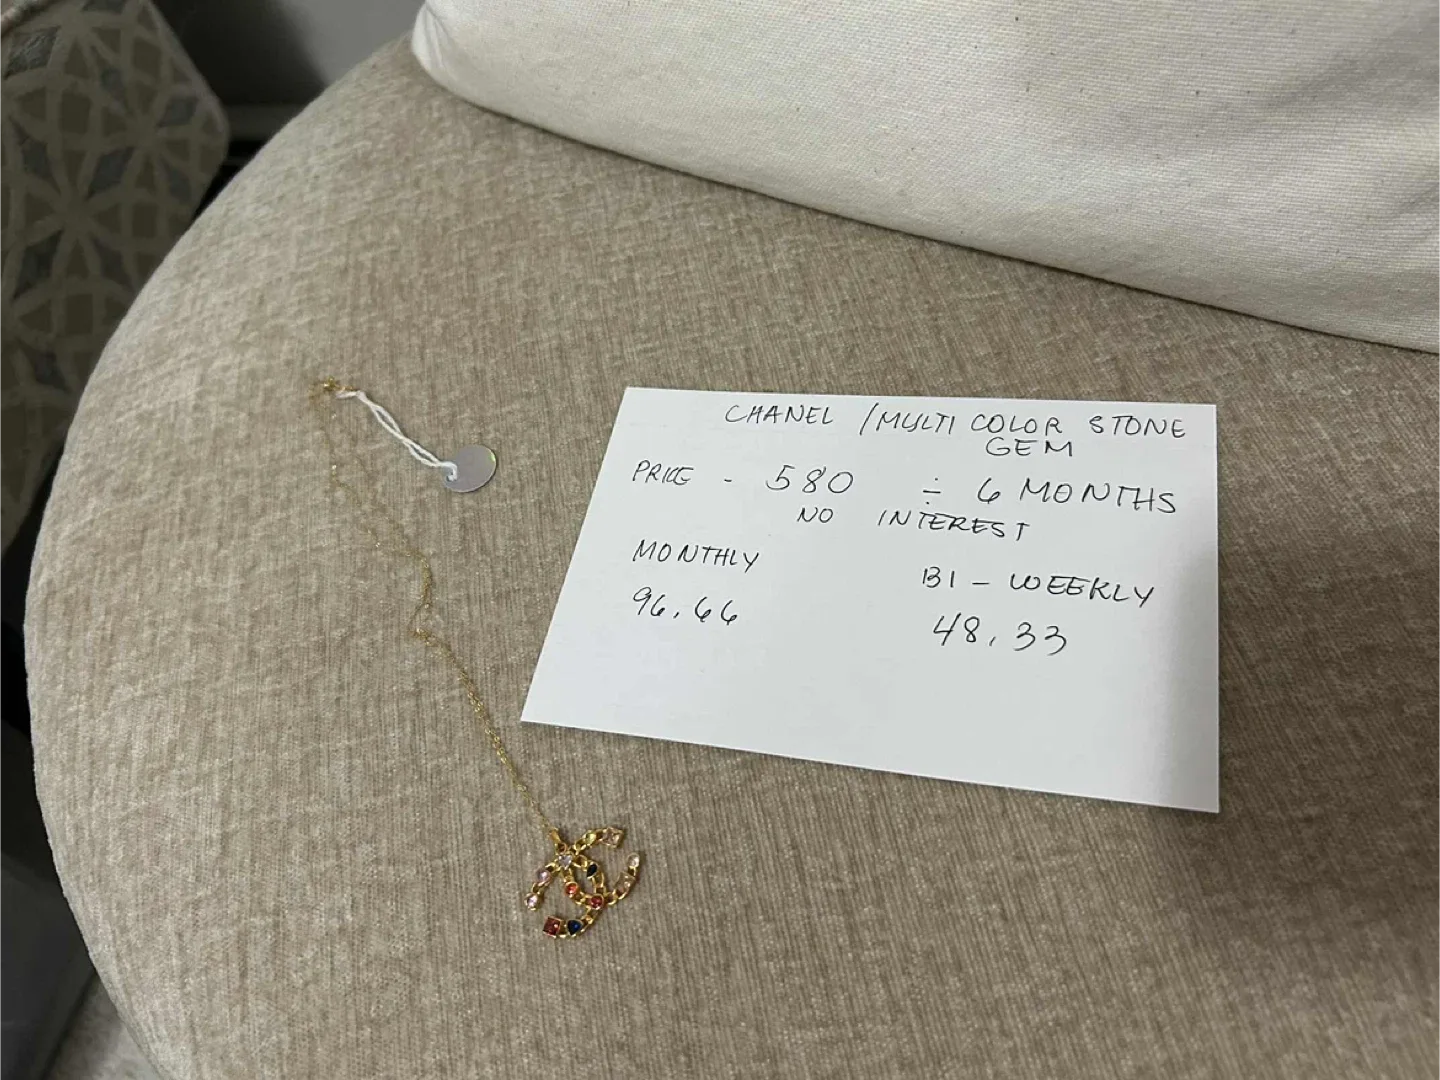 CHANEL / MULTI COLOR STONE
GEM
PRICE - 580 ÷ 6 MONTHS
NO INTEREST
MONTHLY
BI - WEEKLY
96.66
48.33